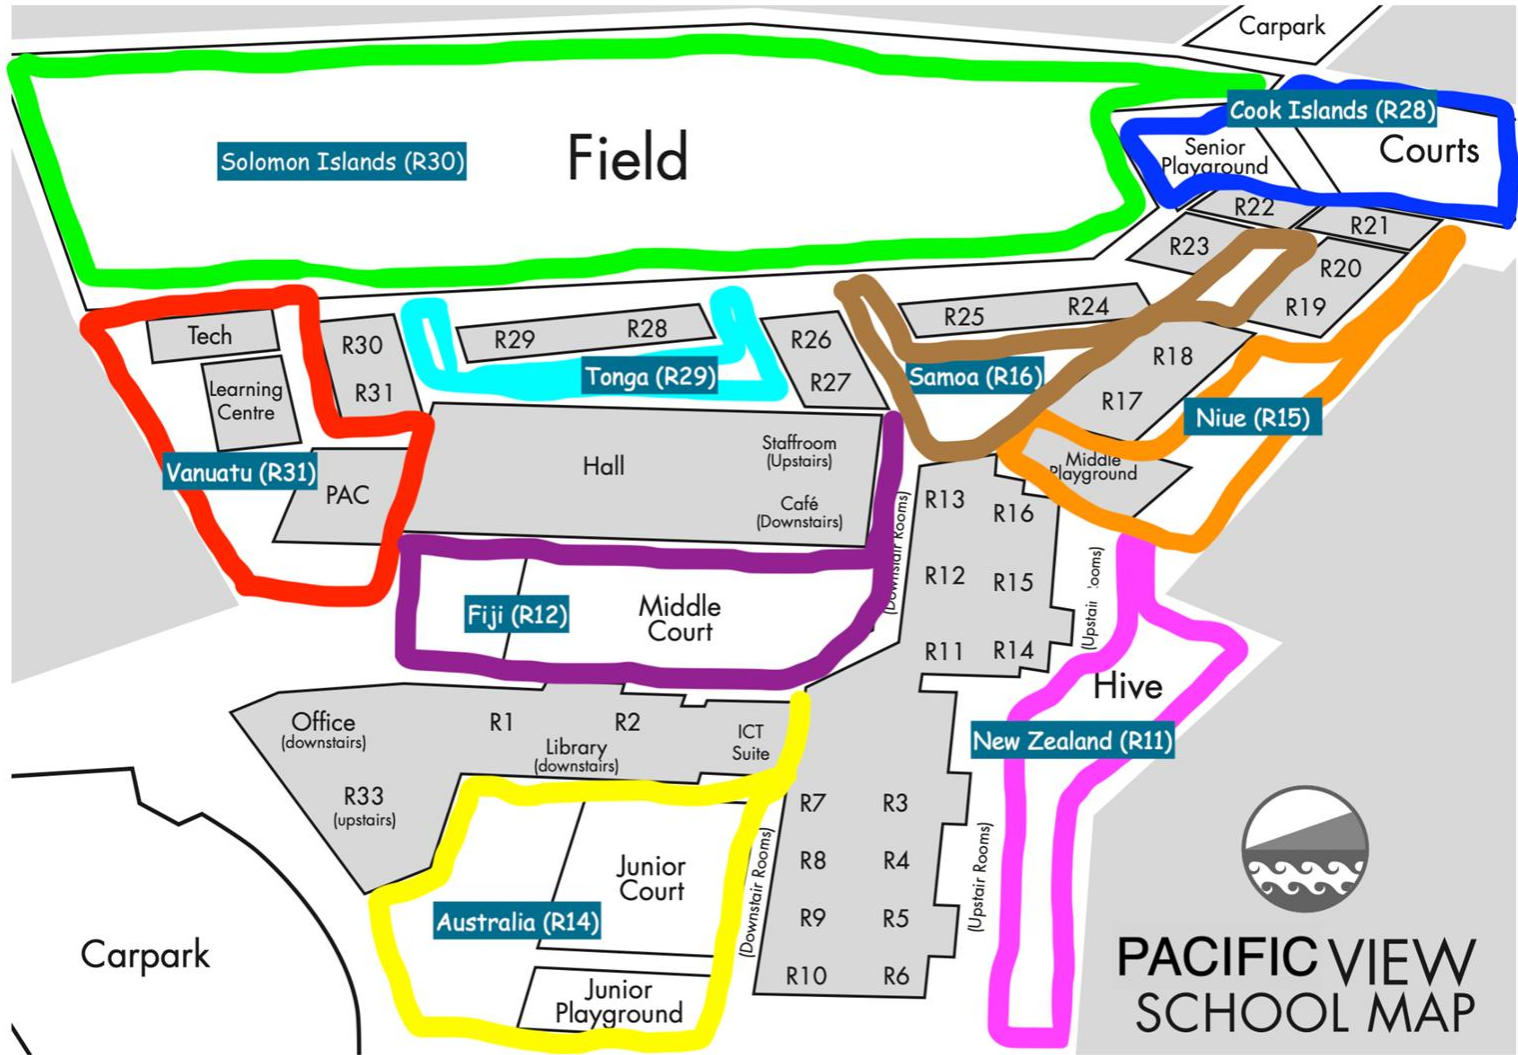 Carpark
Cook Islands (R28)
Solomon Islands (R30)
Field
Senior
Playground
Courts
R22
R21
R23
R20
R19
R25
R24
R29
R28
Tech
R30
R31
R26
R27
R18
R17
Tonga (R29)
Samoa (R16)
Niue (R15)
Learning
Centre
Vanuatu (R31)
PAC
Hall
Staffroom
(Upstairs)
Café
(Downstairs)
Middle
Playground
R13
R16
(Downstair Rooms)
R12
R15
R11
R14
(Upstair Rooms)
Fiji (R12)
Middle
Court
Hive
New Zealand (R11)
Office
(downstairs)
R1
R2
Library
(downstairs)
ICT
Suite
R33
(upstairs)
R7
R3
R8
R4
R9
R5
R10
R6
(Downstair Rooms)
(Upstair Rooms)
Junior
Court
Australia (R14)
Junior
Playground
Carpark
PACIFIC VIEW
SCHOOL MAP